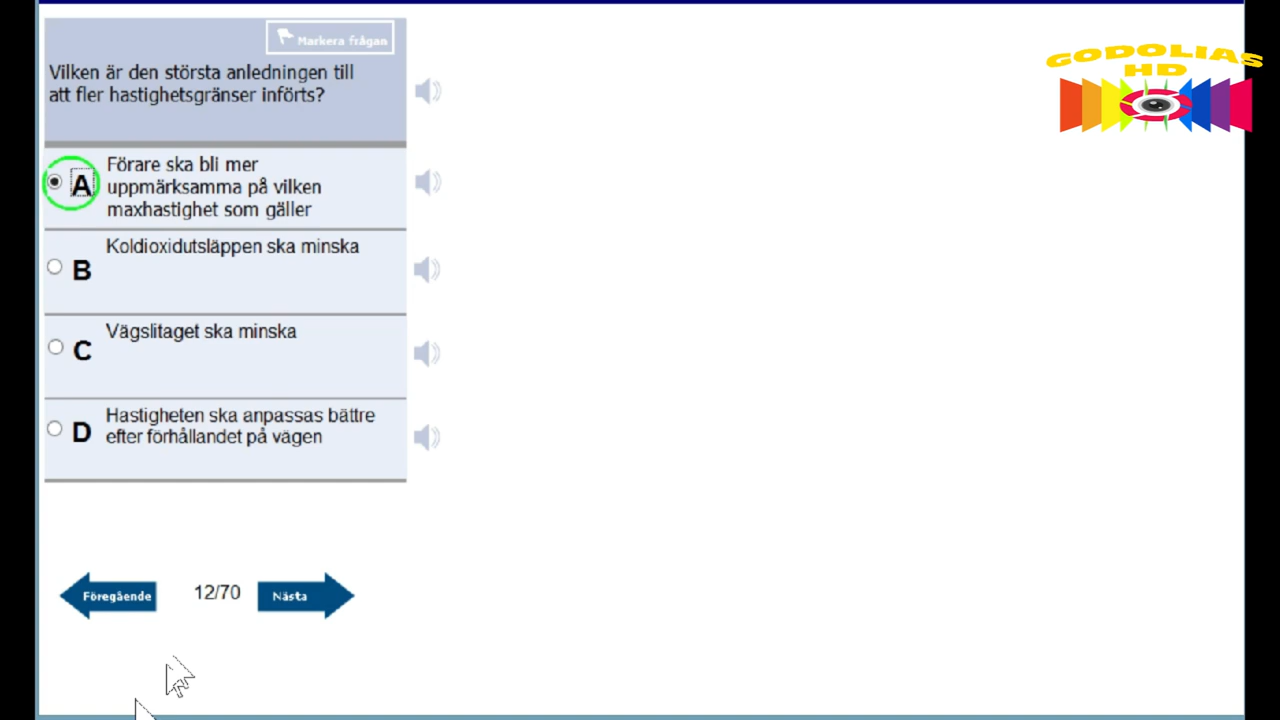 Markera frågan
Vilken är den största anledningen till
att fler hastighetsgränser införts?
A
Förare ska bli mer
uppmärksamma på vilken
maxhastighet som gäller
B
Koldioxidutsläppen ska minska
C
Vägslitaget ska minska
D
Hastigheten ska anpassas bättre
efter förhållandet på vägen
Föregående
12/70
Nästa
GODOLIAS
HD